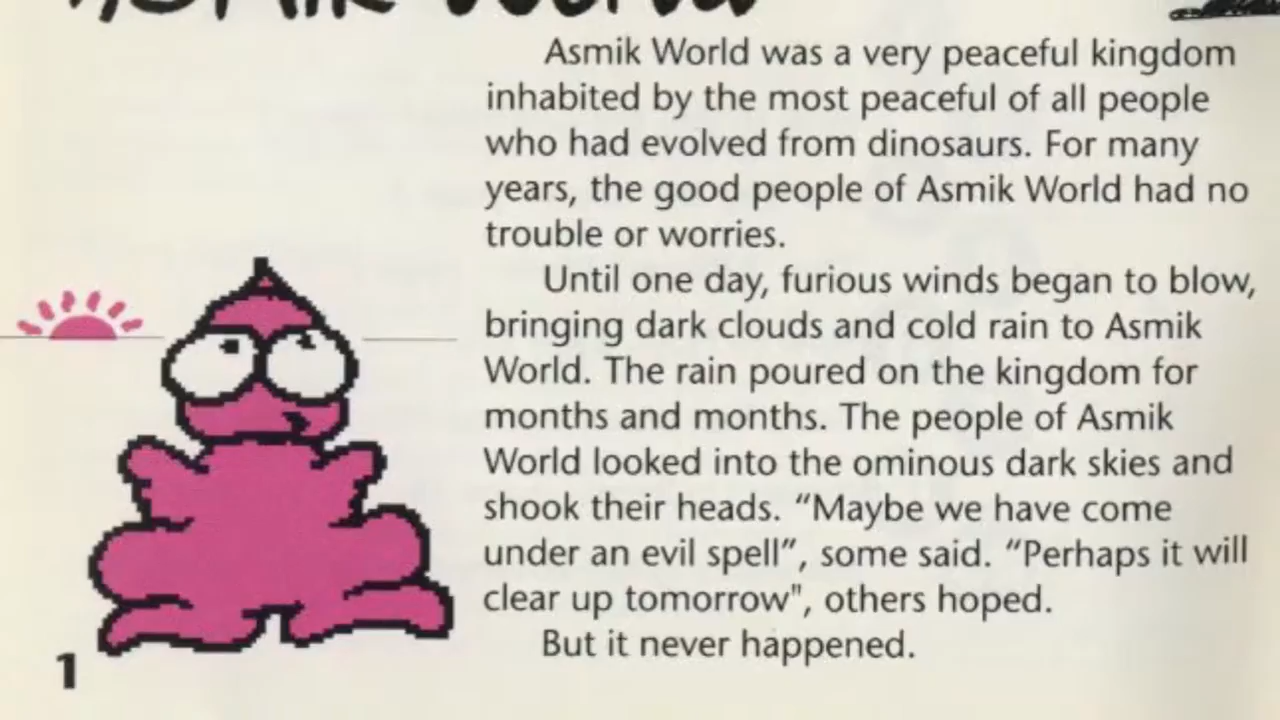 Asmik World
Asmik World was a very peaceful kingdom
inhabited by the most peaceful of all people
who had evolved from dinosaurs. For many
years, the good people of Asmik World had no
trouble or worries.
Until one day, furious winds began to blow,
bringing dark clouds and cold rain to Asmik
World. The rain poured on the kingdom for
months and months. The people of Asmik
World looked into the ominous dark skies and
shook their heads. “Maybe we have come
under an evil spell”, some said. “Perhaps it will
clear up tomorrow", others hoped.
But it never happened.
1